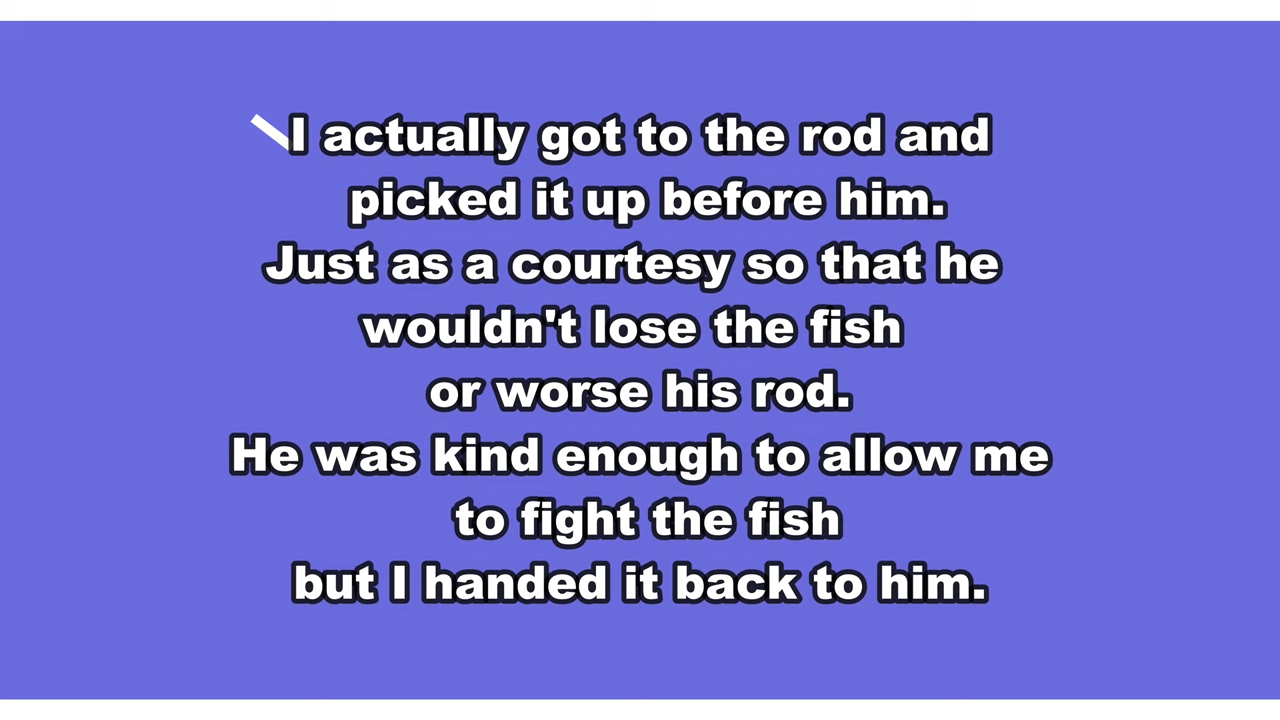 I actually got to the rod and
picked it up before him.
Just as a courtesy so that he
wouldn't lose the fish
or worse his rod.
He was kind enough to allow me
to fight the fish
but I handed it back to him.